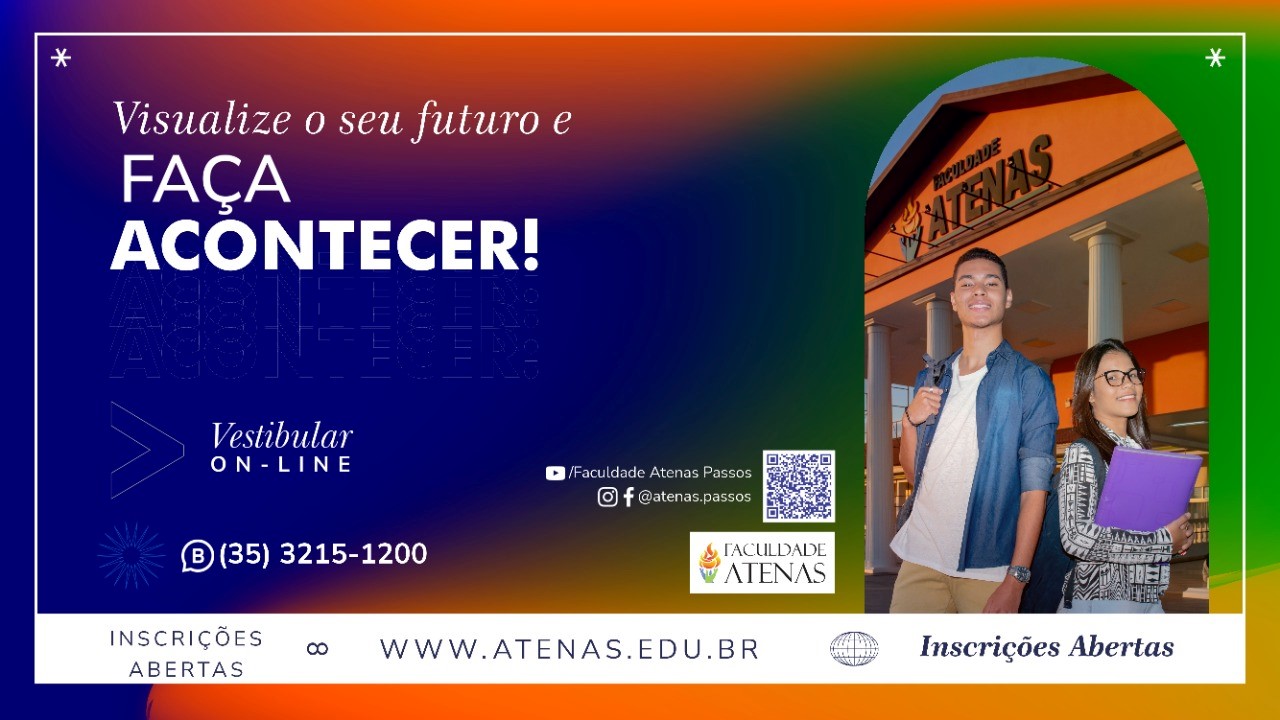 Visualize o seu futuro e
FAÇA
ACONTECER!
ACONTECER!
ACONTECER!
Vestibular
ON-LINE
(35) 3215-1200
/Faculdade Atenas Passos
@atenas.passos
FACULDADE
ATENAS
FACULDADE
ATENAS
INSCRIÇÕES
ABERTAS
WWW.ATENAS.EDU.BR
Inscrições Abertas